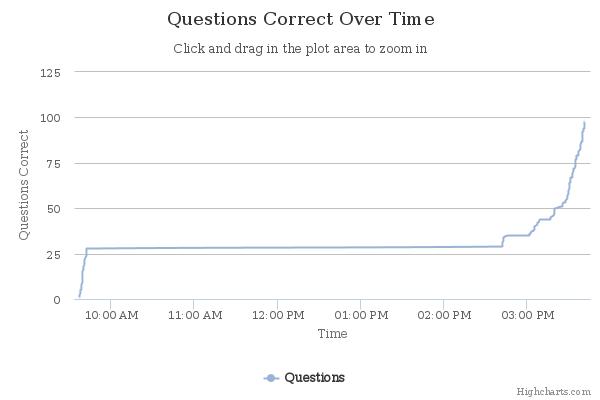 Questions Correct Over Time
Click and drag in the plot area to zoom in
Questions Correct
125
100
75
50
25
0
10:00 AM 11:00 AM 12:00 PM 01:00 PM 02:00 PM 03:00 PM
Time
Questions
Highcharts.com